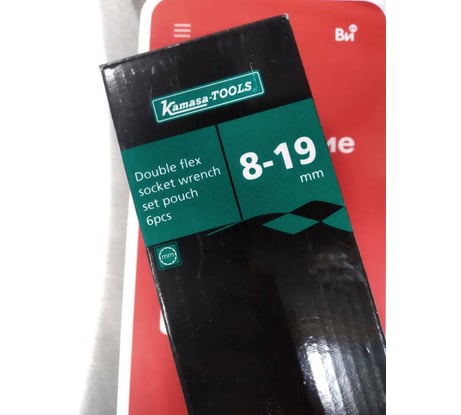 Ви
ие
Kamasa-TOOLS
Double flex
socket wrench
set pouch
6pcs
8-19
mm
mm